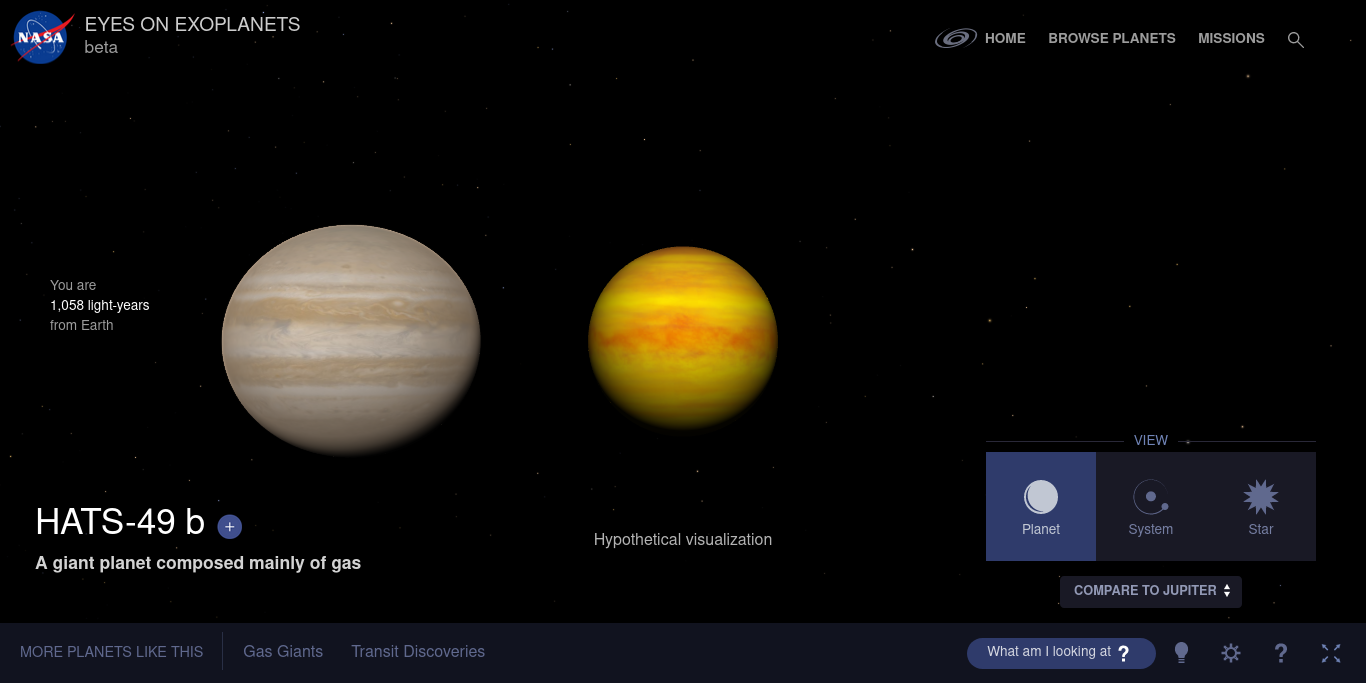 NASA
EYES ON EXOPLANETS
beta
HOME
BROWSE PLANETS
MISSIONS
You are
1,058 light-years
from Earth
VIEW
Planet
System
Star
HATS-49 b +
A giant planet composed mainly of gas
Hypothetical visualization
COMPARE TO JUPITER
MORE PLANETS LIKE THIS
Gas Giants
Transit Discoveries
What am I looking at ?
?